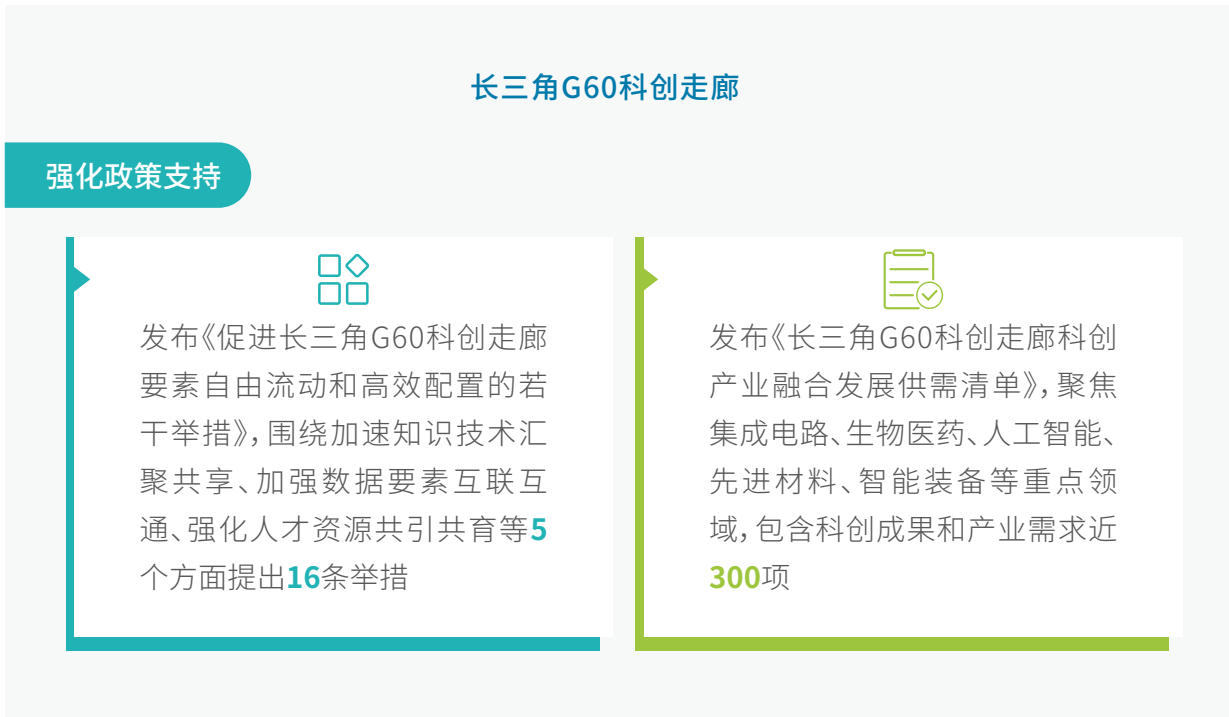 长三角G60科创走廊
强化政策支持
发布《促进长三角G60科创走廊
要素自由流动和高效配置的若
干举措》，围绕加速知识技术汇
聚共享、加强数据要素互联互
通、强化人才资源共引共育等5
个方面提出16条举措
发布《长三角G60科创走廊科创
产业融合发展供需清单》，聚焦
集成电路、生物医药、人工智能、
先进材料、智能装备等重点领
域，包含科创成果和产业需求近
300项